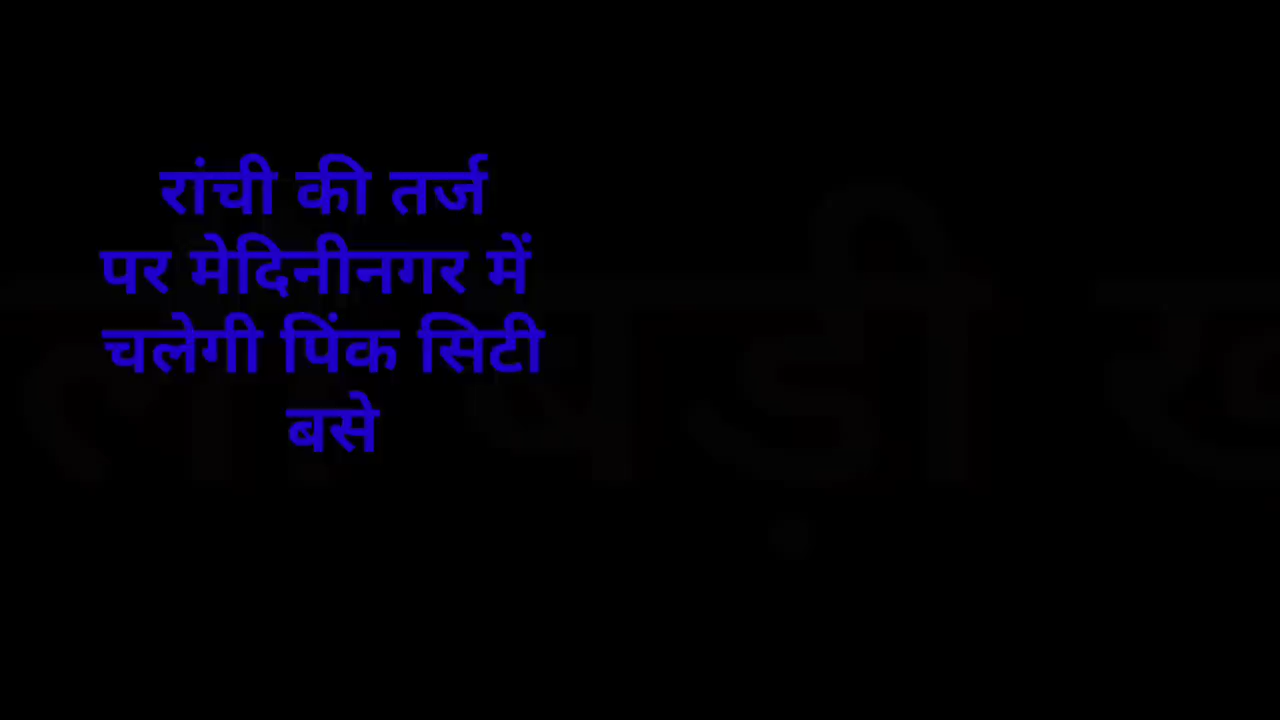 रांची की तर्ज
पर मेदिनीनगर में
चलेगी पिंक सिटी
बसे